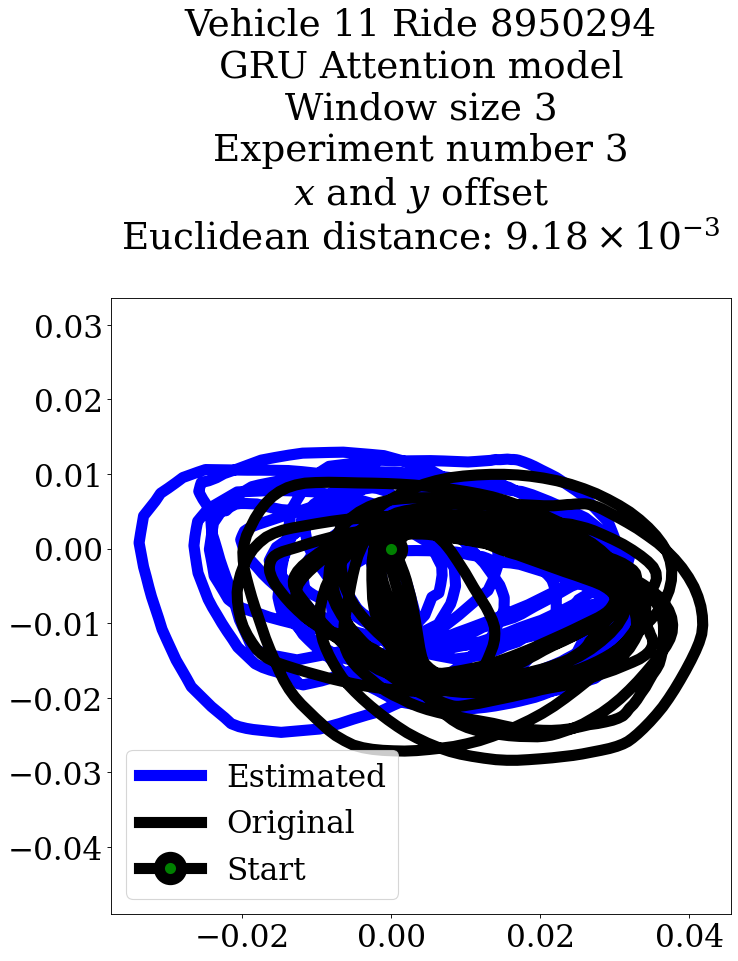 Vehicle 11 Ride 8950294
GRU Attention model
Window size 3
Experiment number 3
x and y offset
Euclidean distance: 9.18 × 10⁻³
0.03
0.02
0.01
0.00
−0.01
−0.02
−0.03
−0.04
Estimated
Original
Start
−0.02 0.00 0.02 0.04